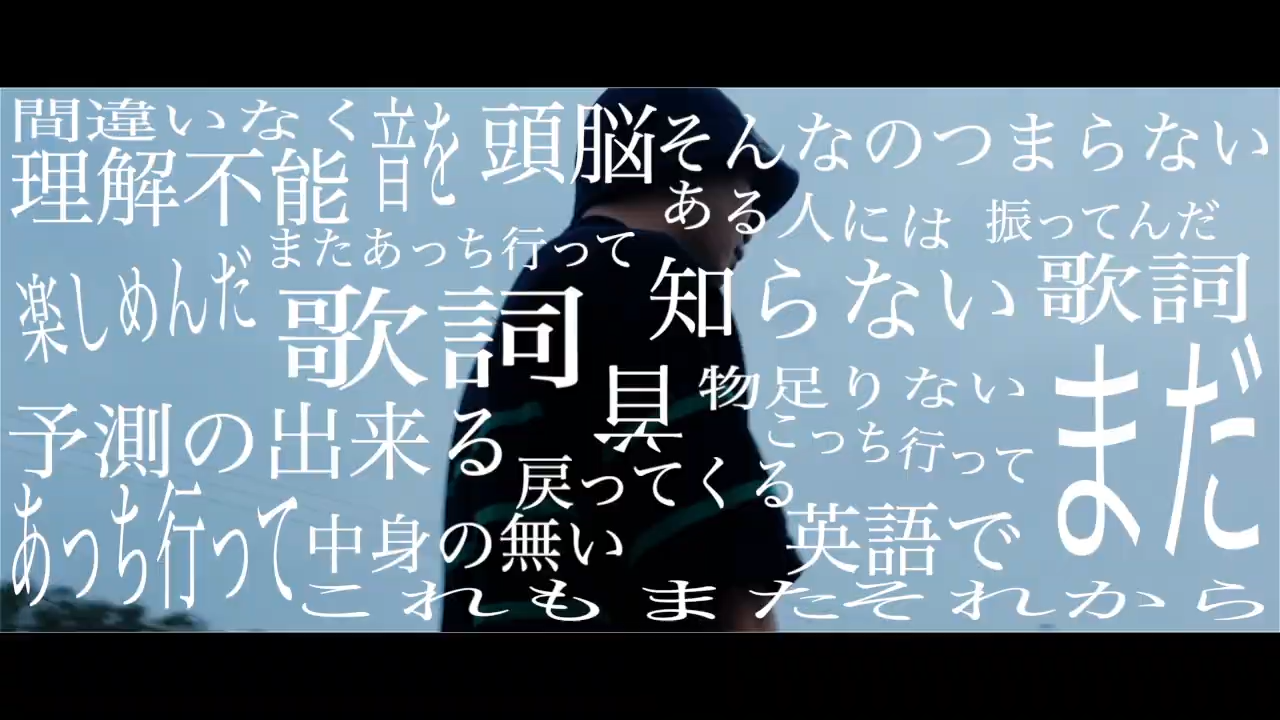 間違いなく
音を
頭脳
そんなのつまらない
理解不能
ある人には
振ってんだ
またあっち行って
楽しめんだ
歌詞
知らない
歌詞
具
物足りない
まだ
予測の出来る
こっち行って
戻ってくる
あっち行って
中身の無い
英語で
これもまたそれから